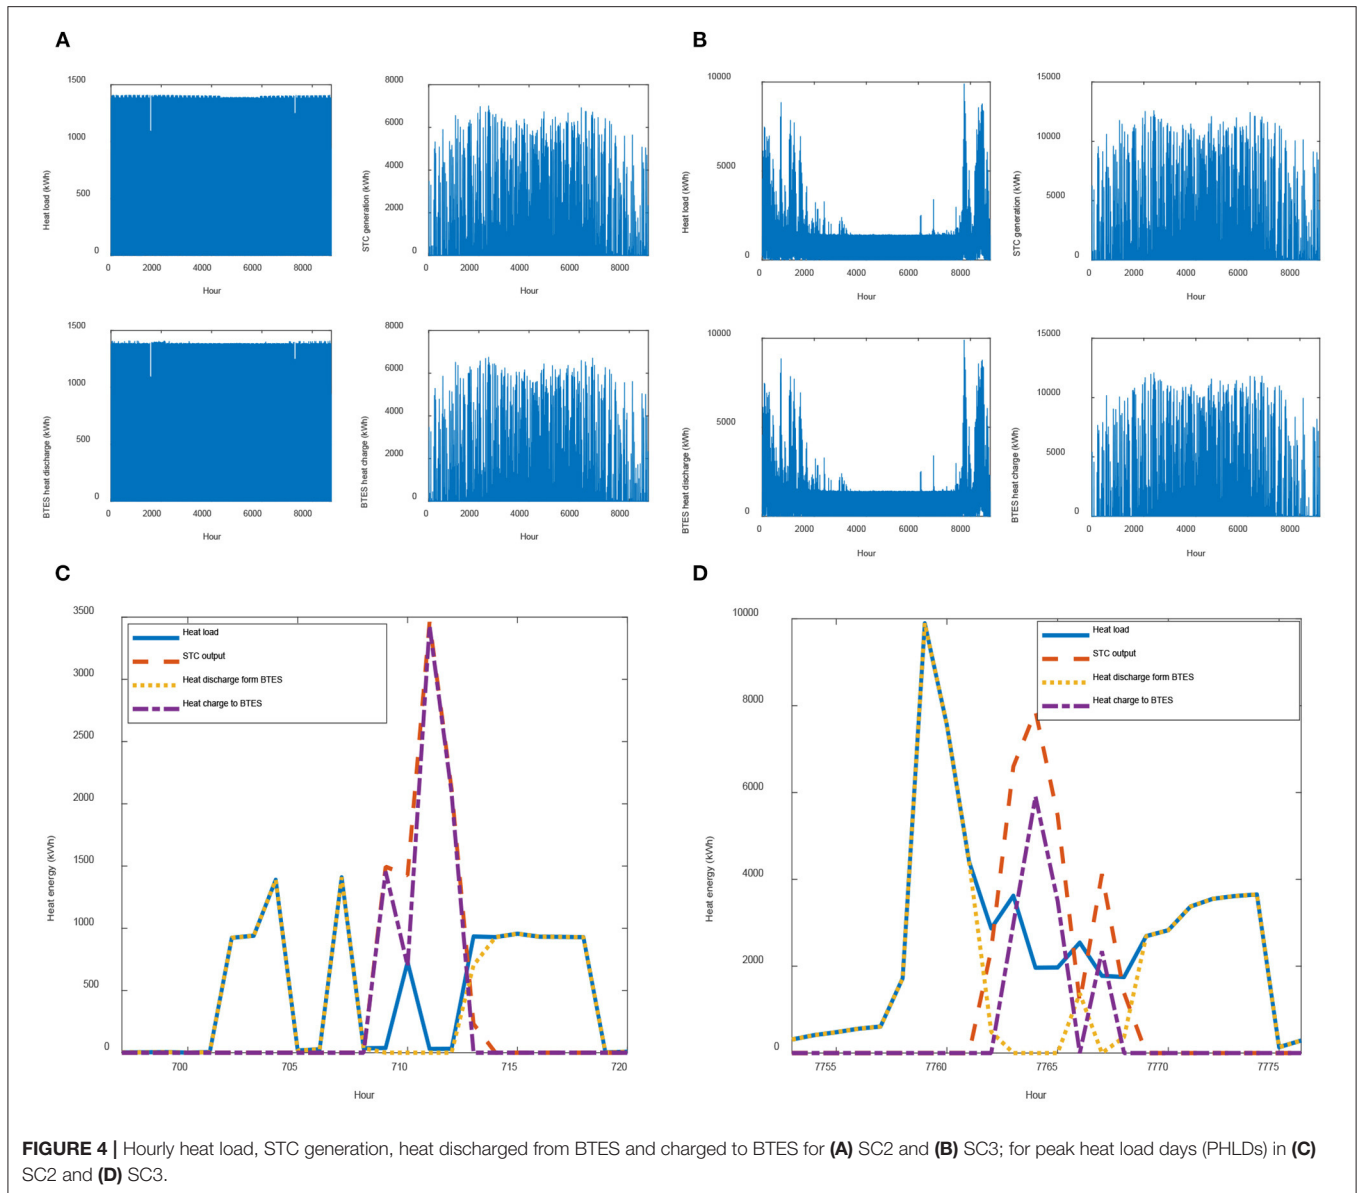 A
B
1500
1000
500
0
Heat load (kWh)
0 2000 4000 6000 8000
Hour
8000
6000
4000
2000
0
STC generation (kWh)
0 2000 4000 6000 8000
Hour
10000
5000
0
Heat load (kWh)
0 2000 4000 6000 8000
Hour
15000
10000
5000
0
STC generation (kWh)
0 2000 4000 6000 8000
Hour
1500
1000
500
0
BTES heat discharge (kWh)
0 2000 4000 6000 8000
Hour
8000
6000
4000
2000
0
BTES heat charge (kWh)
0 2000 4000 6000 8000
Hour
10000
5000
0
BTES heat discharge (kWh)
0 2000 4000 6000 8000
Hour
15000
10000
5000
0
BTES heat charge (kWh)
0 2000 4000 6000 8000
Hour
C
3500
3000
2500
3500
2000
1500
1000
500
0
Heat energy (kWh)
Heat load
STC output
Heat discharge form BTES
Heat charge to BTES
700 705 710 715 720
Hour
D
10000
8000
6000
4000
2000
0
Heat energy (kWh)
Heat load
STC output
Heat discharge form BTES
Heat charge to BTES
7755 7760 7765 7770 7775
Hour
FIGURE 4 | Hourly heat load, STC generation, heat discharged from BTES and charged to BTES for (A) SC2 and (B) SC3; for peak heat load days (PHLDs) in (C)
SC2 and (D) SC3.